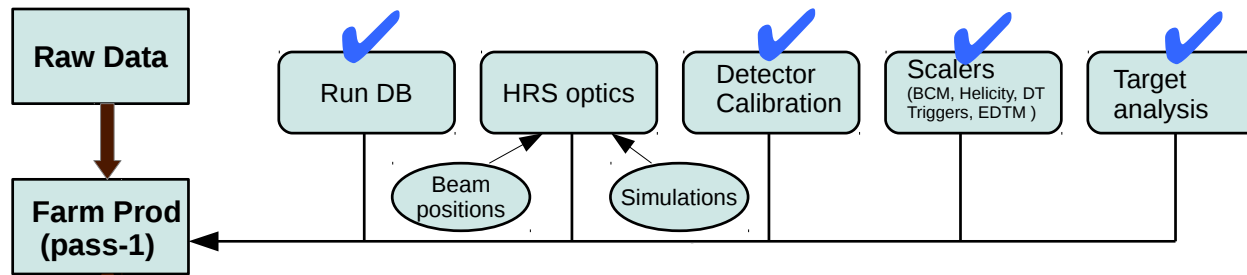 Raw Data
Run DB
HRS optics
Detector
Calibration
Scalers
(BCM, Helicity, DT
Triggers, EDTM )
Target
analysis
Beam
positions
Simulations
Farm Prod
(pass-1)